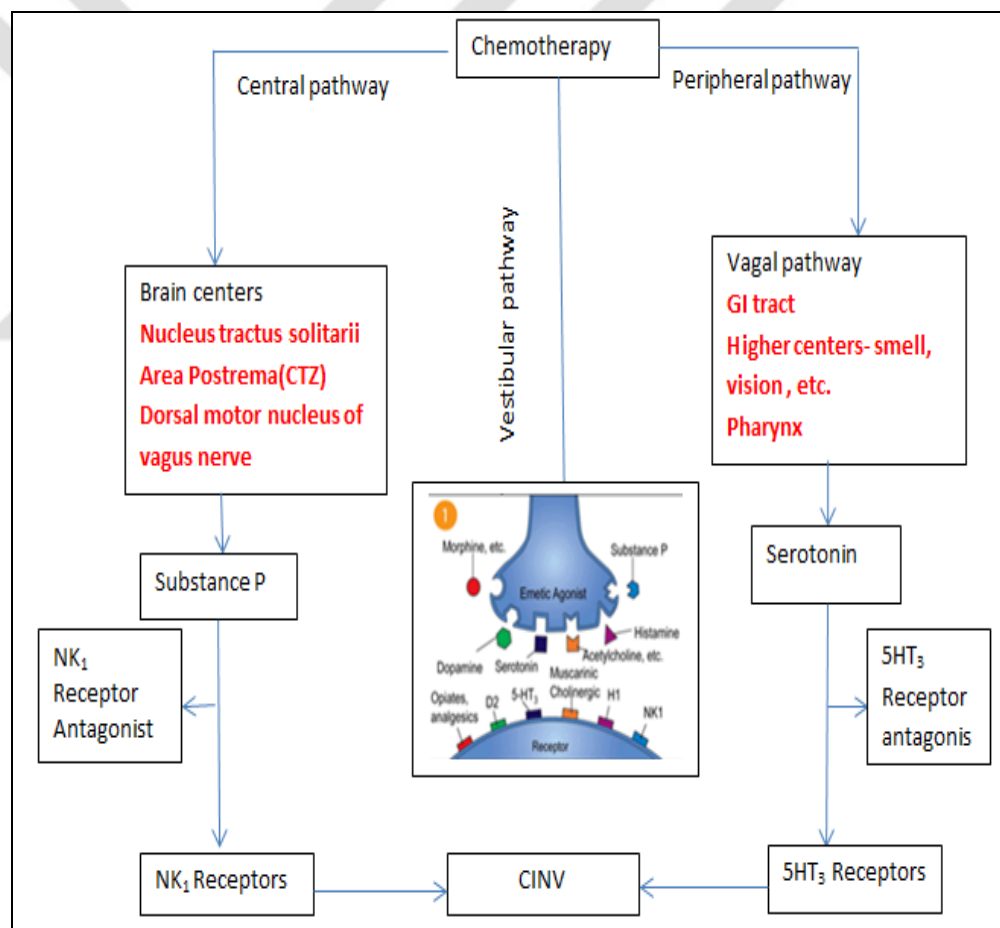 Chemotherapy
Central pathway
Peripheral pathway
Vestibular pathway
Brain centers
Nucleus tractus solitarii
Area Postrema(CTZ)
Dorsal motor nucleus of
vagus nerve
Vagal pathway
GI tract
Higher centers- smell,
vision , etc.
Pharynx
1
Morphine, etc.
Substance P
Emetic Agonist
Histamine
Acetylcholine, etc.
Dopamine
Serotonin
Muscarinic
Cholinergic
Opiates,
analgesics
D2
5-HT₃
H1
NK1
Receptor
Substance P
Serotonin
NK₁
Receptor
Antagonist
5HT₃
Receptor
antagonis
NK₁ Receptors
CINV
5HT₃ Receptors